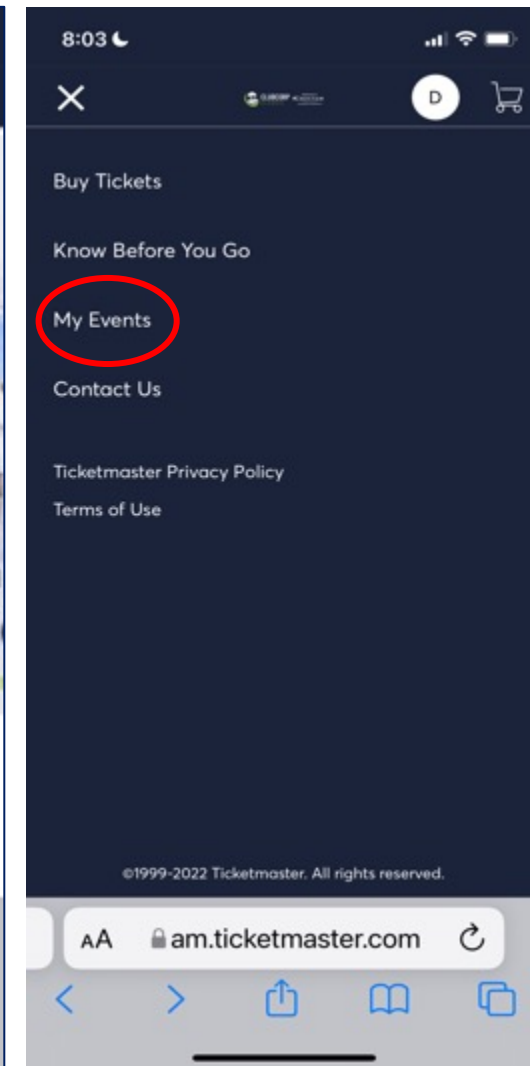 8:03
D
Buy Tickets
Know Before You Go
My Events
Contact Us
Ticketmaster Privacy Policy
Terms of Use
©1999-2022 Ticketmaster. All rights reserved.
AA am.ticketmaster.com